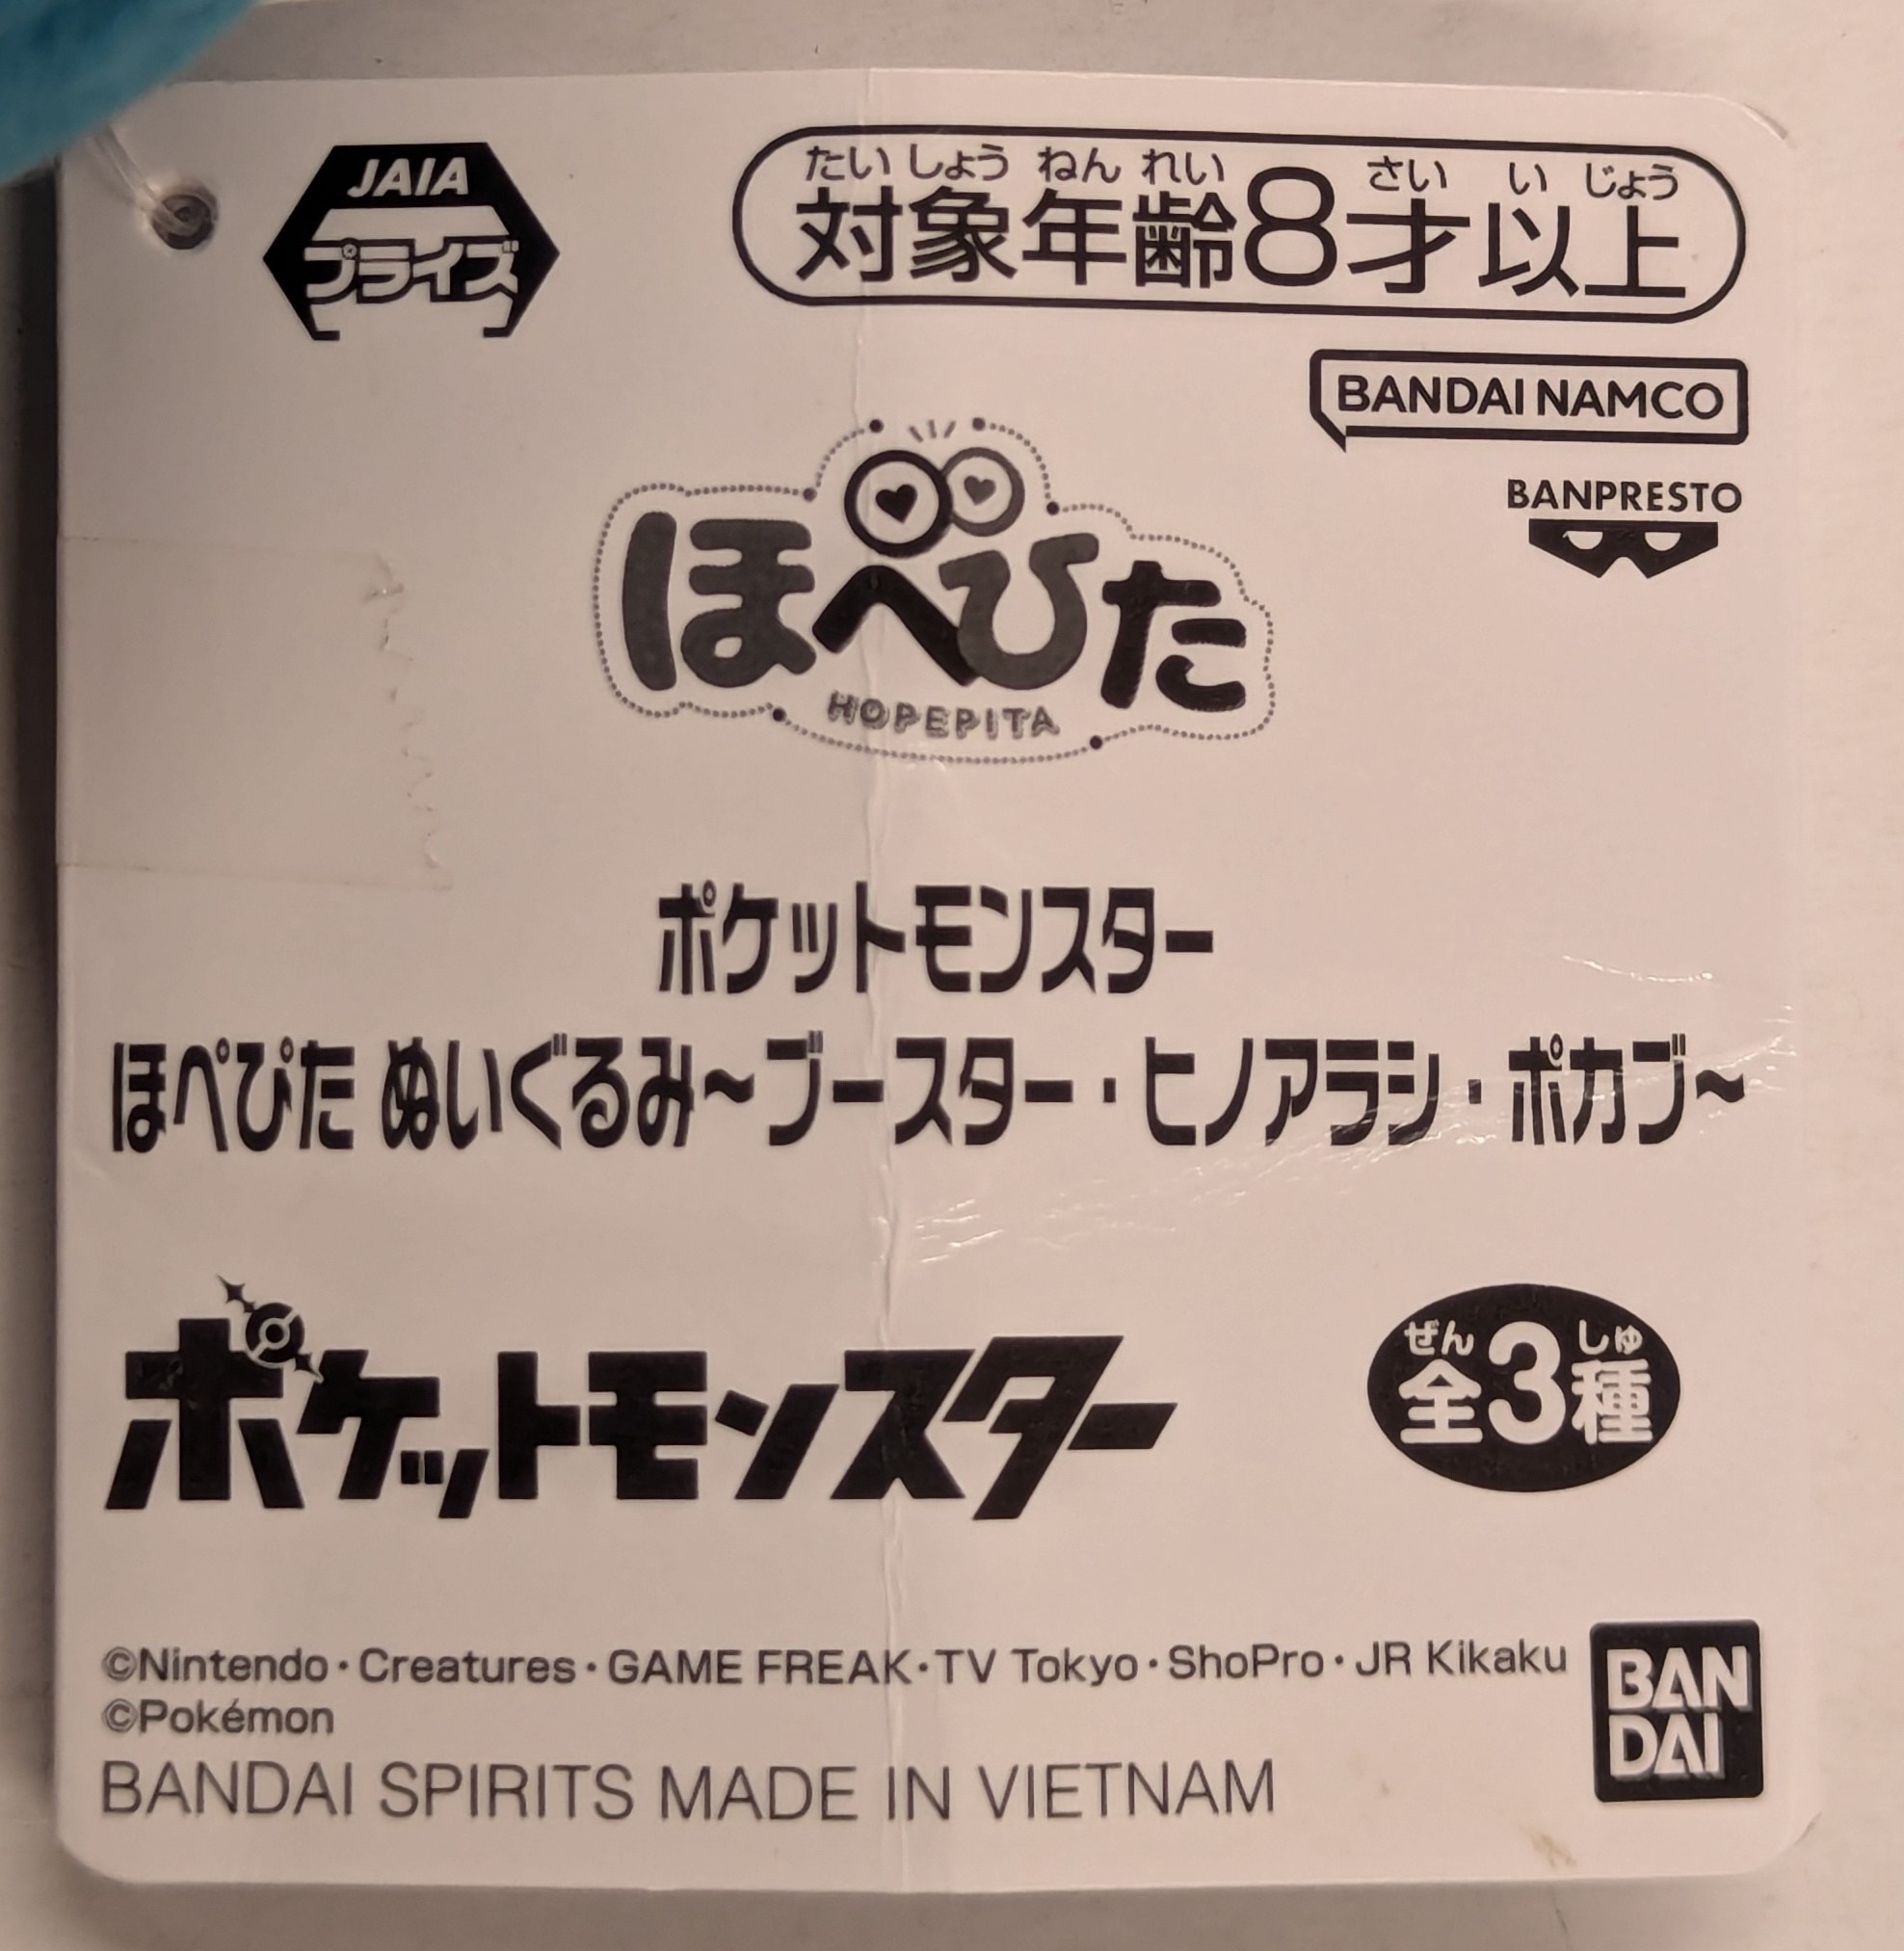 JAIA
プライズ
たいしょうねんれい さいいじょう
対象年齢8才以上
BANDAI NAMCO
BANPRESTO
ほぺぴた
HOPEPITA
ポケットモンスター
ほぺぴた ぬいぐるみ～ブースター・ヒノアラシ・ポカブ～
ポケットモンスター
ぜん しゅ
全3種
©Nintendo・Creatures・GAME FREAK・TV Tokyo・ShoPro・JR Kikaku
©Pokémon
BANDAI SPIRITS MADE IN VIETNAM
BAN
DAI